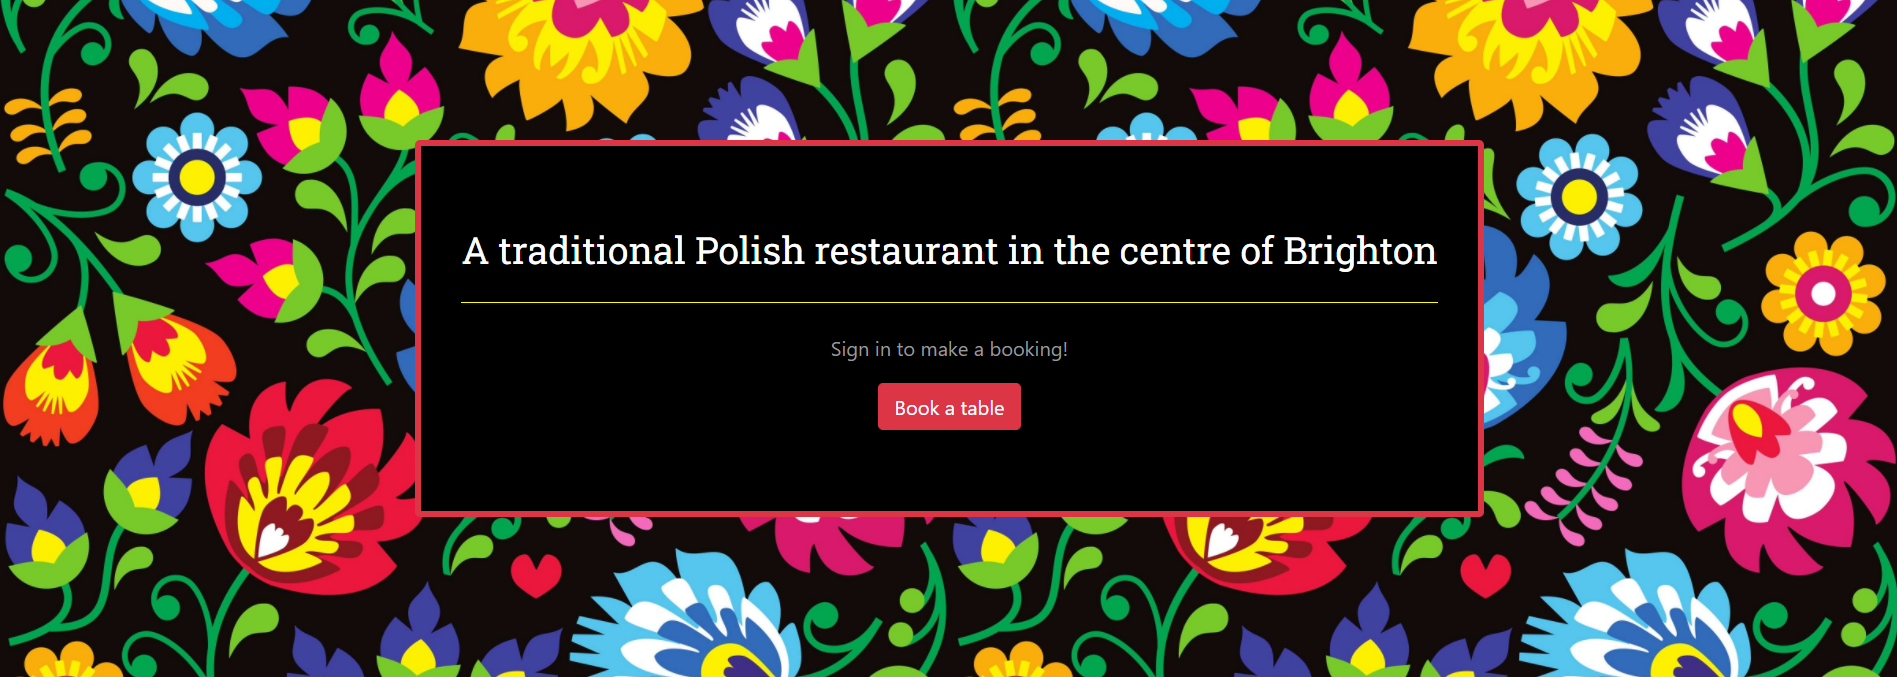 A traditional Polish restaurant in the centre of Brighton
Sign in to make a booking!
Book a table